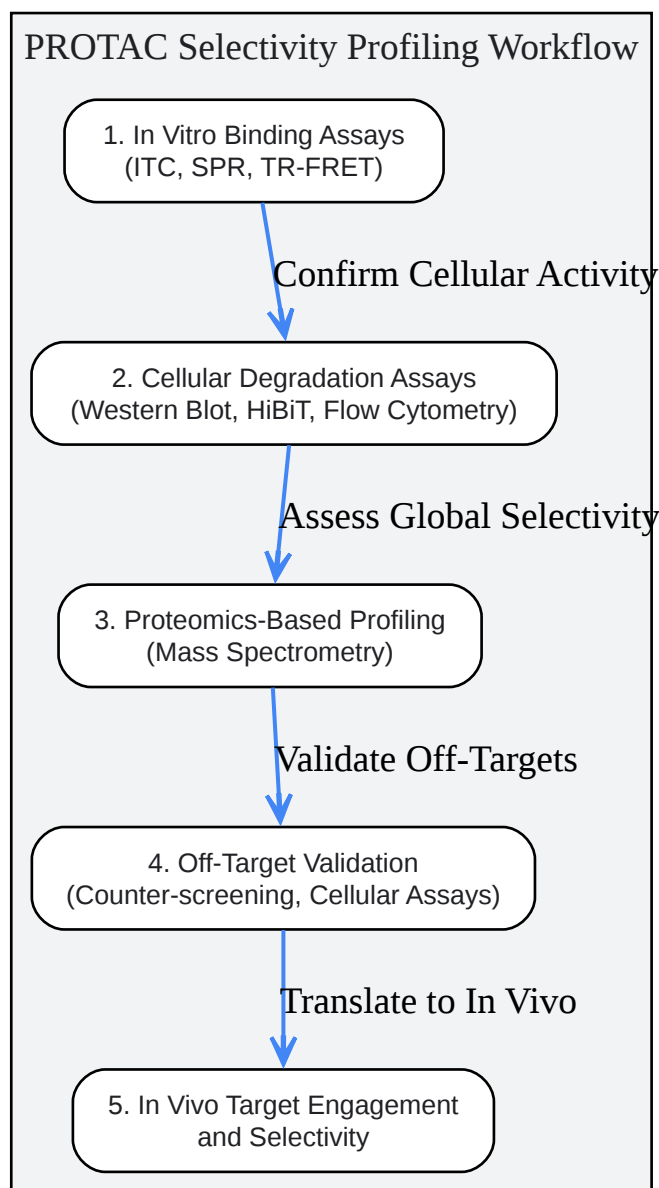 PROTAC Selectivity Profiling Workflow
1. In Vitro Binding Assays
(ITC, SPR, TR-FRET)
Confirm Cellular Activity
2. Cellular Degradation Assays
(Western Blot, HiBiT, Flow Cytometry)
Assess Global Selectivity
3. Proteomics-Based Profiling
(Mass Spectrometry)
Validate Off-Targets
4. Off-Target Validation
(Counter-screening, Cellular Assays)
Translate to In Vivo
5. In Vivo Target Engagement
and Selectivity